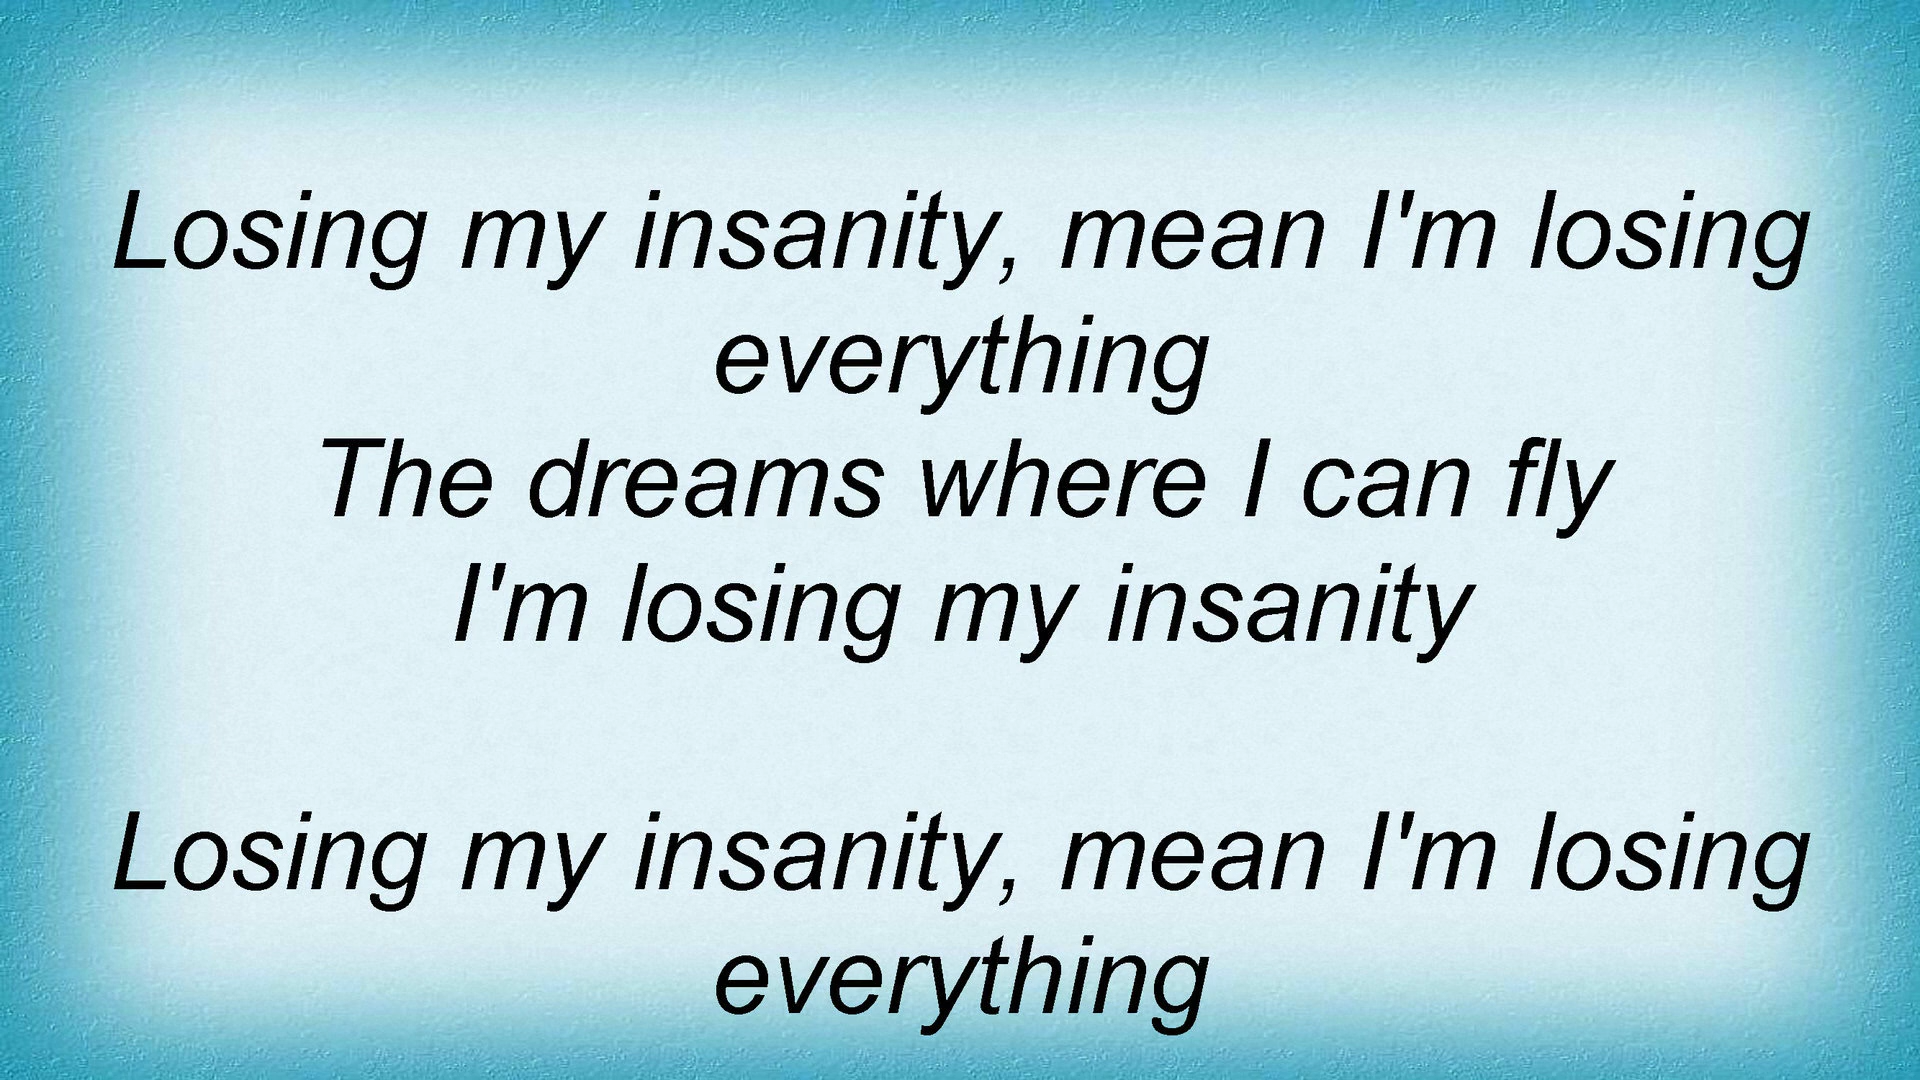 Losing my insanity, mean I'm losing
everything
The dreams where I can fly
I'm losing my insanity
Losing my insanity, mean I'm losing
everything